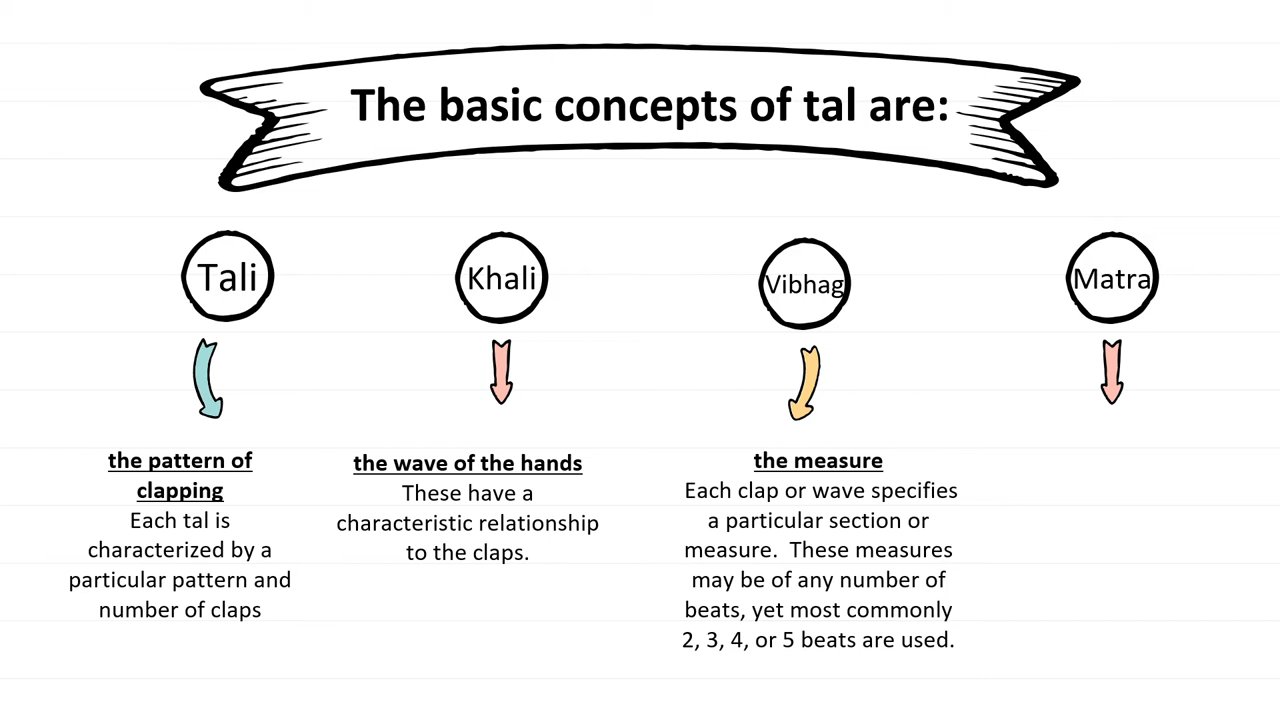 The basic concepts of tal are:
Tali
Khali
Vibhag
Matra
the pattern of
clapping
Each tal is
characterized by a
particular pattern and
number of claps
the wave of the hands
These have a
characteristic relationship
to the claps.
the measure
Each clap or wave specifies
a particular section or
measure.  These measures
may be of any number of
beats, yet most commonly
2, 3, 4, or 5 beats are used.